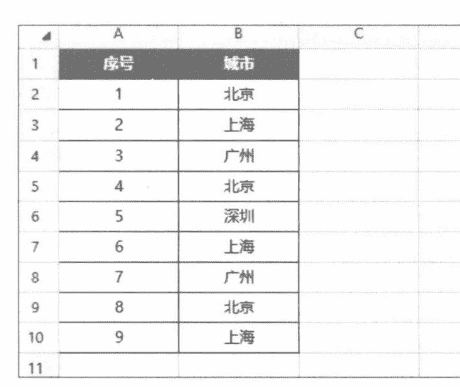 A B C
1 序号 城市
2 1 北京
3 2 上海
4 3 广州
5 4 北京
6 5 深圳
7 6 上海
8 7 广州
9 8 北京
10 9 上海
11